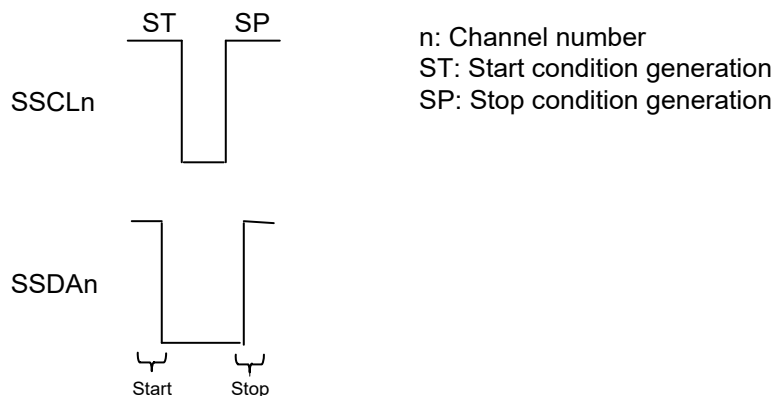 ST SP
n: Channel number
ST: Start condition generation
SP: Stop condition generation
SSCLn
SSDAn
Start Stop